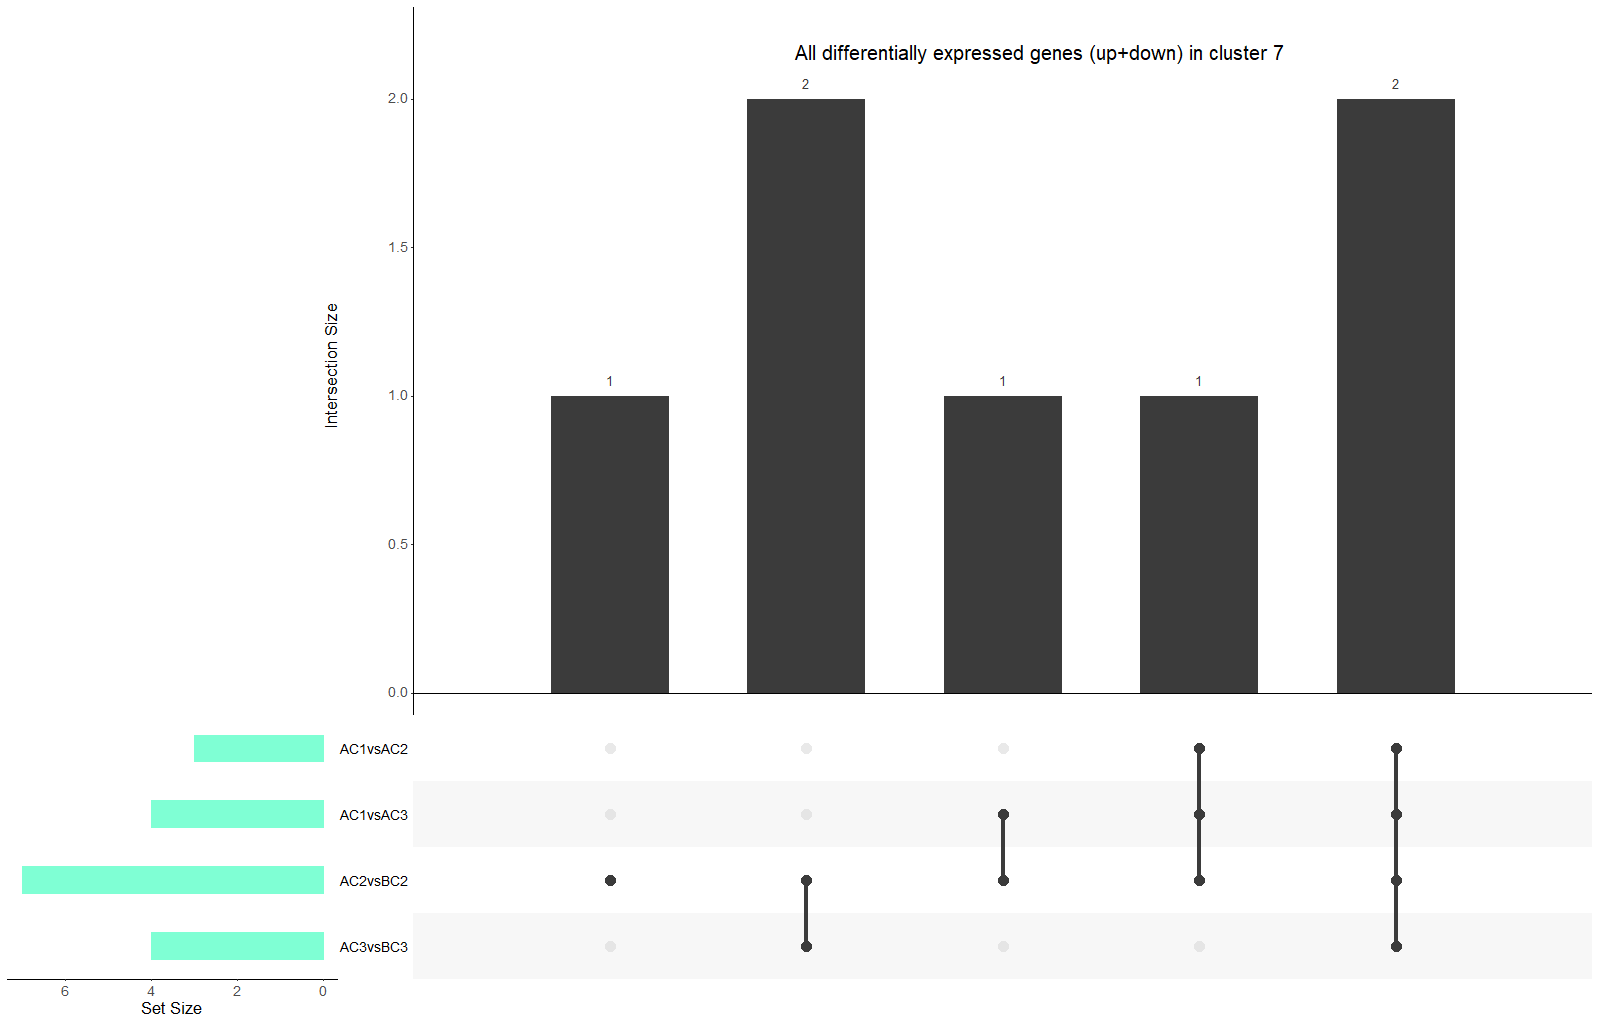 All differentially expressed genes (up+down) in cluster 7
2
2
2.0
1.5
Intersection Size
1
1
1
1.0
0.5
0.0
AC1vsAC2
AC1vsAC3
AC2vsBC2
AC3vsBC3
6 4 2 0
Set Size